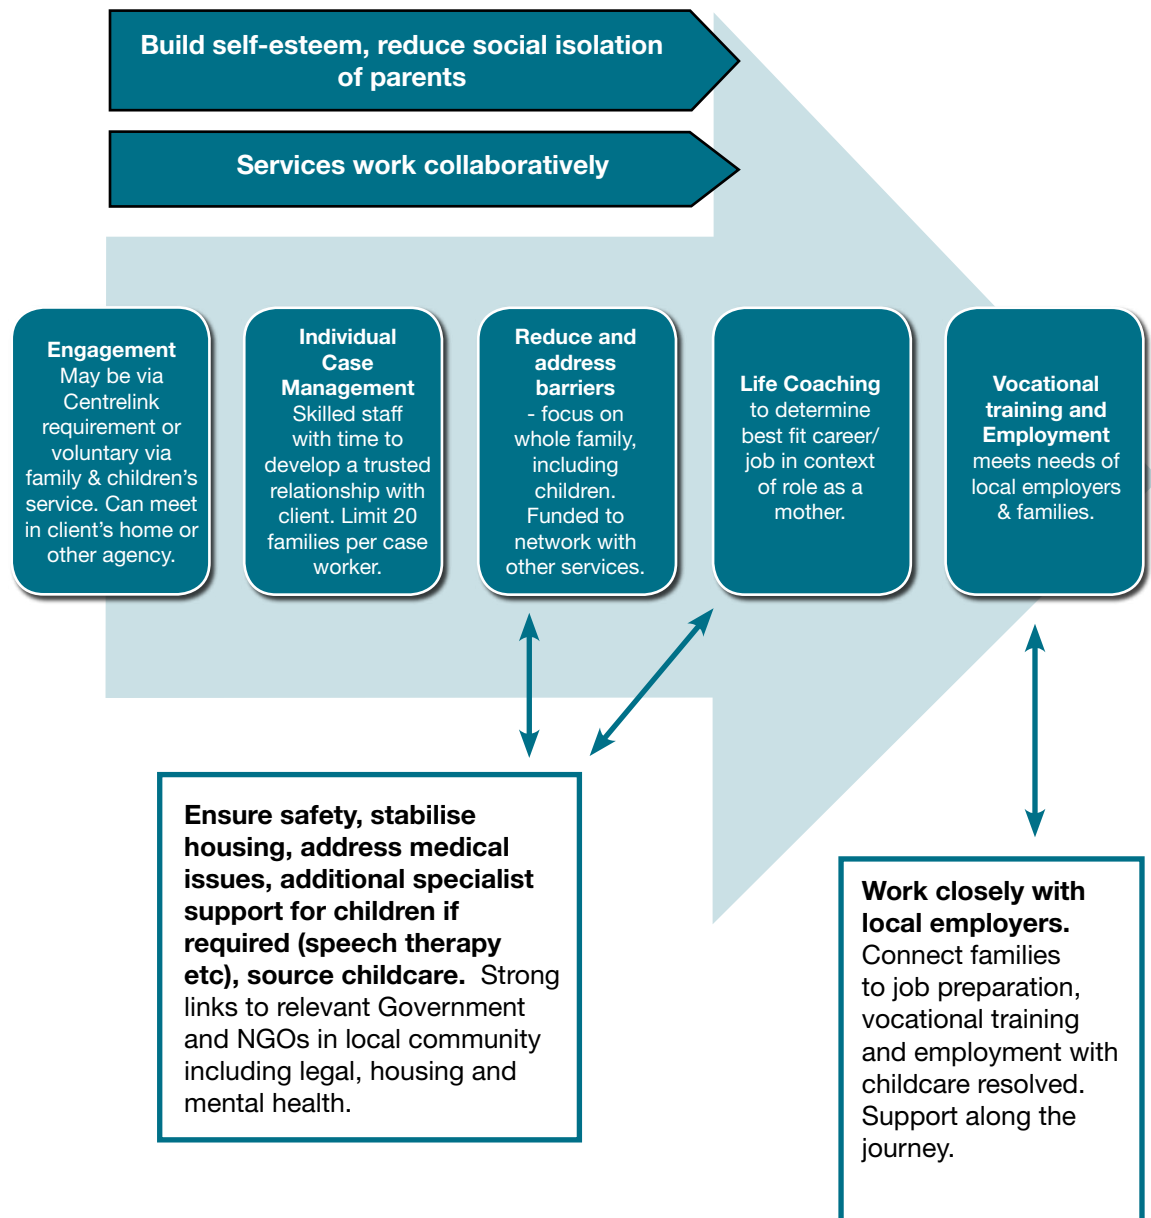 Build self-esteem, reduce social isolation
of parents
Services work collaboratively
Engagement
May be via
Centrelink
requirement or
voluntary via
family & children’s
service. Can meet
in client’s home or
other agency.
Individual
Case
Management
Skilled staff
with time to
develop a trusted
relationship with
client. Limit 20
families per case
worker.
Reduce and
address
barriers
- focus on
whole family,
including
children.
Funded to
network with
other services.
Life Coaching
to determine
best fit career/
job in context
of role as a
mother.
Vocational
training and
Employment
meets needs of
local employers
& families.
Ensure safety, stabilise
housing, address medical
issues, additional specialist
support for children if
required (speech therapy
etc), source childcare.  Strong
links to relevant Government
and NGOs in local community
including legal, housing and
mental health.
Work closely with
local employers.
Connect families
to job preparation,
vocational training
and employment with
childcare resolved.
Support along the
journey.